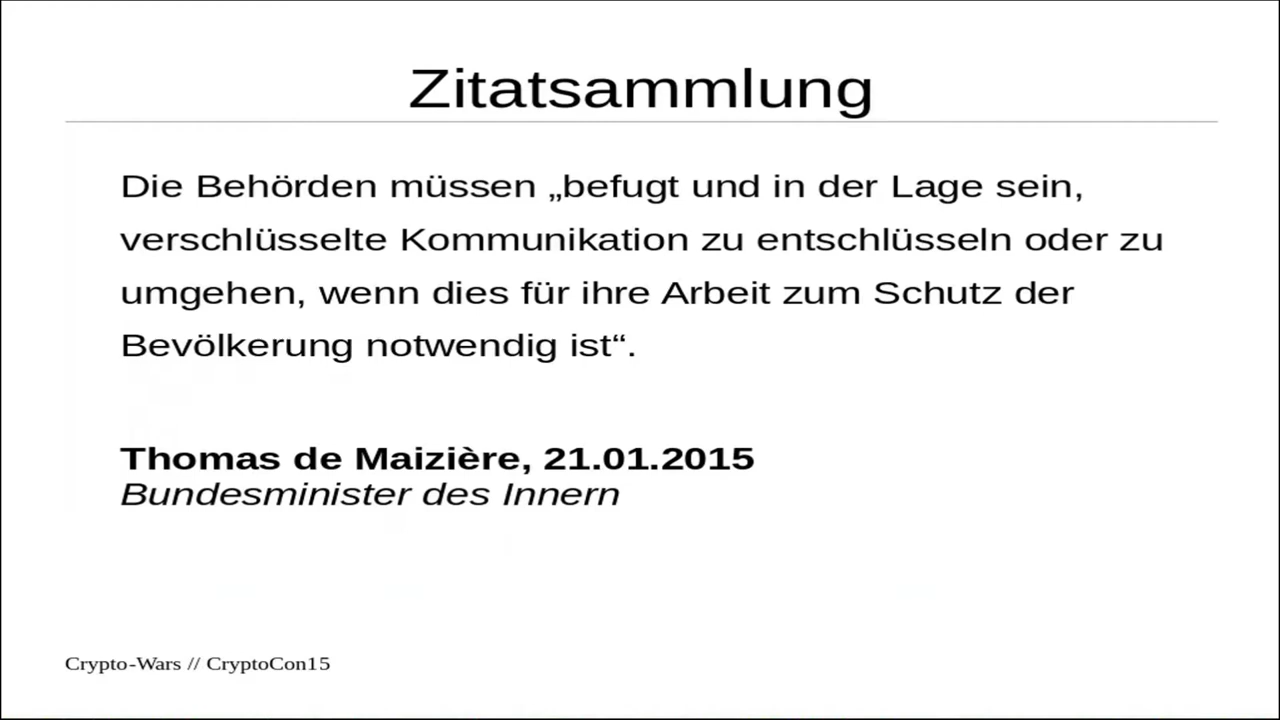 Zitatsammlung
Die Behörden müssen „befugt und in der Lage sein,
verschlüsselte Kommunikation zu entschlüsseln oder zu
umgehen, wenn dies für ihre Arbeit zum Schutz der
Bevölkerung notwendig ist“.
Thomas de Maizière, 21.01.2015
Bundesminister des Innern
Crypto-Wars // CryptoCon15